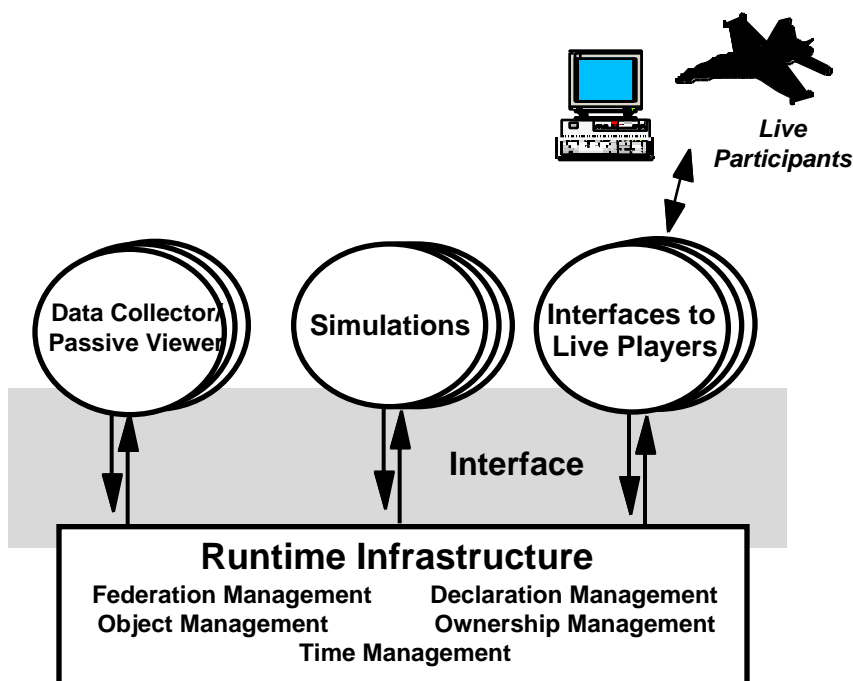 Live
Participants
Data Collector/
Passive Viewer
Simulations
Interfaces to
Live Players
Interface
Runtime Infrastructure
Federation Management Declaration Management
Object Management Ownership Management
Time Management